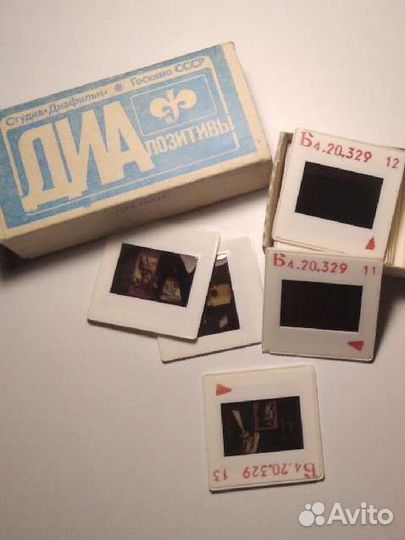 Студия «Диафильм» Госкино СССР
ДИА
ПОЗИТИВЫ
Б4.20.329 12
Б4.20.329 11
Б4.20.329 13
Avito